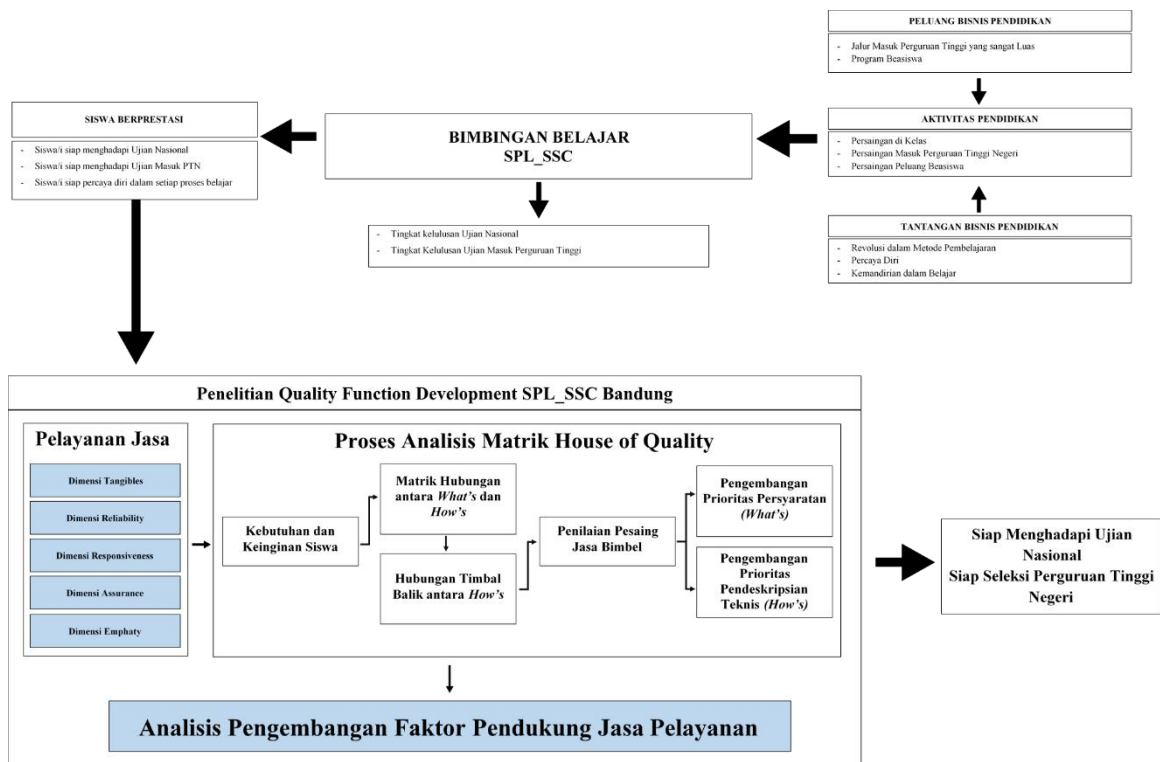 PELUANG BISNIS PENDIDIKAN
- Jalur Masuk Perguruan Tinggi yang sangat Luas
- Program Beasiswa
AKTIVITAS PENDIDIKAN
- Persaingan di Kelas
- Persaingan Masuk Perguruan Tinggi Negeri
- Persaingan Peluang Beasiswa
TANTANGAN BISNIS PENDIDIKAN
- Revolusi dalam Metode Pembelajaran
- Percaya Diri
- Kemandirian dalam Belajar
BIMBINGAN BELAJAR
SPL_SSC
- Tingkat kelulusan Ujian Nasional
- Tingkat Kelulusan Ujian Masuk Perguruan Tinggi
SISWA BERPRESTASI
- Siswa/i siap menghadapi Ujian Nasional
- Siswa/i siap menghadapi Ujian Masuk PTN
- Siswa/i siap percaya diri dalam setiap proses belajar
Penelitian Quality Function Development SPL_SSC Bandung
Pelayanan Jasa
Dimensi Tangibles
Dimensi Reliability
Dimensi Responsiveness
Dimensi Assurance
Dimensi Emphaty
Proses Analisis Matrik House of Quality
Kebutuhan dan
Keinginan Siswa
Matrik Hubungan
antara What's dan
How's
Hubungan Timbal
Balik antara How's
Penilaian Pesaing
Jasa Bimbel
Pengembangan
Prioritas Persyaratan
(What's)
Pengembangan
Prioritas
Pendeskripsian
Teknis (How's)
Analisis Pengembangan Faktor Pendukung Jasa Pelayanan
Siap Menghadapi Ujian
Nasional
Siap Seleksi Perguruan Tinggi
Negeri